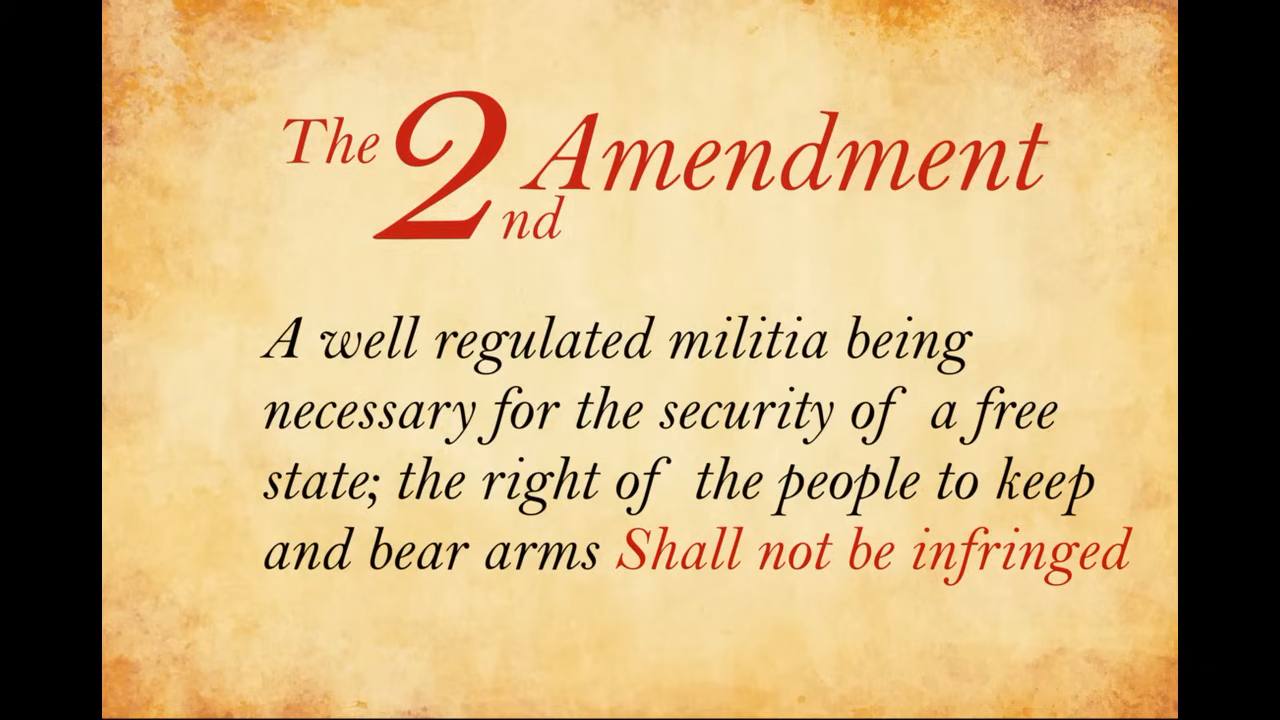 The 2nd Amendment
A well regulated militia being
necessary for the security of a free
state; the right of the people to keep
and bear arms Shall not be infringed